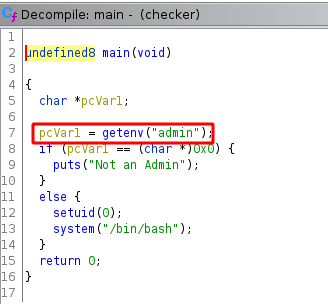 Decompile: main - (checker)
1
2 undefined8 main(void)
3
4 {
5 char *pcVar1;
6
7 pcVar1 = getenv("admin");
8 if (pcVar1 == (char *)0x0) {
9 puts("Not an Admin");
10 }
11 else {
12 setuid(0);
13 system("/bin/bash");
14 }
15 return 0;
16 }
17